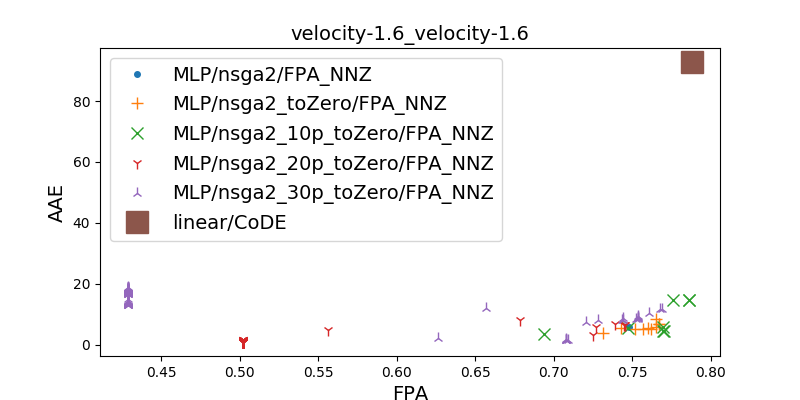 velocity-1.6_velocity-1.6
MLP/nsga2/FPA_NNZ
MLP/nsga2_toZero/FPA_NNZ
MLP/nsga2_10p_toZero/FPA_NNZ
MLP/nsga2_20p_toZero/FPA_NNZ
MLP/nsga2_30p_toZero/FPA_NNZ
linear/CoDE
AAE
80
60
40
20
0
0.45 0.50 0.55 0.60 0.65 0.70 0.75 0.80
FPA